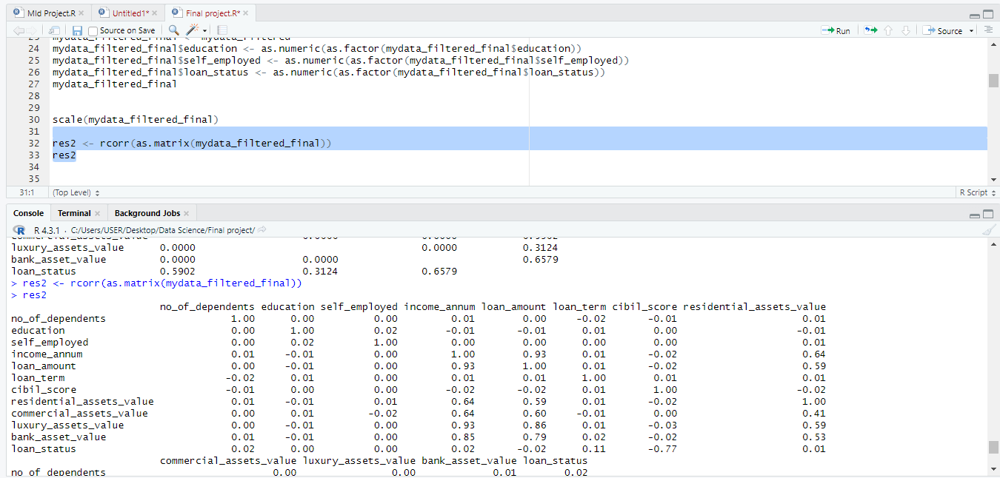 Mid Project.R × Untitled1* × Final project.R* ×
Source on Save Run Source
23 mydata_filtered_final <- mydata_filtered
24 mydata_filtered_final$education <- as.numeric(as.factor(mydata_filtered_final$education))
25 mydata_filtered_final$self_employed <- as.numeric(as.factor(mydata_filtered_final$self_employed))
26 mydata_filtered_final$loan_status <- as.numeric(as.factor(mydata_filtered_final$loan_status))
27 mydata_filtered_final
28
29
30 scale(mydata_filtered_final)
31
32 res2 <- rcorr(as.matrix(mydata_filtered_final))
33 res2
34
35
31:1 (Top Level) R Script
Console Terminal × Background Jobs ×
R R 4.3.1 · C:/Users/USER/Desktop/Data Science/Final project/
commercial_assets_value 0.0000 0.0000 0.5902
luxury_assets_value 0.0000 0.0000 0.3124
bank_asset_value 0.0000 0.0000 0.6579
loan_status 0.5902 0.3124 0.6579
> res2 <- rcorr(as.matrix(mydata_filtered_final))
> res2
no_of_dependents education self_employed income_annum loan_amount loan_term cibil_score residential_assets_value
no_of_dependents 1.00 0.00 0.00 0.01 0.00 -0.02 -0.01 0.01
education 0.00 1.00 0.02 -0.01 -0.01 0.01 0.00 -0.01
self_employed 0.00 0.02 1.00 0.00 0.00 0.00 0.00 0.01
income_annum 0.01 -0.01 0.00 1.00 0.93 0.01 -0.02 0.64
loan_amount 0.00 -0.01 0.00 0.93 1.00 0.01 -0.02 0.59
loan_term -0.02 0.01 0.00 0.01 0.01 1.00 0.01 0.01
cibil_score -0.01 0.00 0.00 -0.02 -0.02 0.01 1.00 -0.02
residential_assets_value 0.01 -0.01 0.01 0.64 0.59 0.01 -0.02 1.00
commercial_assets_value 0.00 0.01 -0.02 0.64 0.60 -0.01 0.00 0.41
luxury_assets_value 0.00 -0.01 0.00 0.93 0.86 0.01 -0.03 0.59
bank_asset_value 0.01 -0.01 0.00 0.85 0.79 0.02 -0.02 0.53
loan_status 0.02 0.00 0.00 0.02 -0.02 0.11 -0.77 0.01
commercial_assets_value luxury_assets_value bank_asset_value loan_status
no_of_dependents 0.00 0.00 0.01 0.02